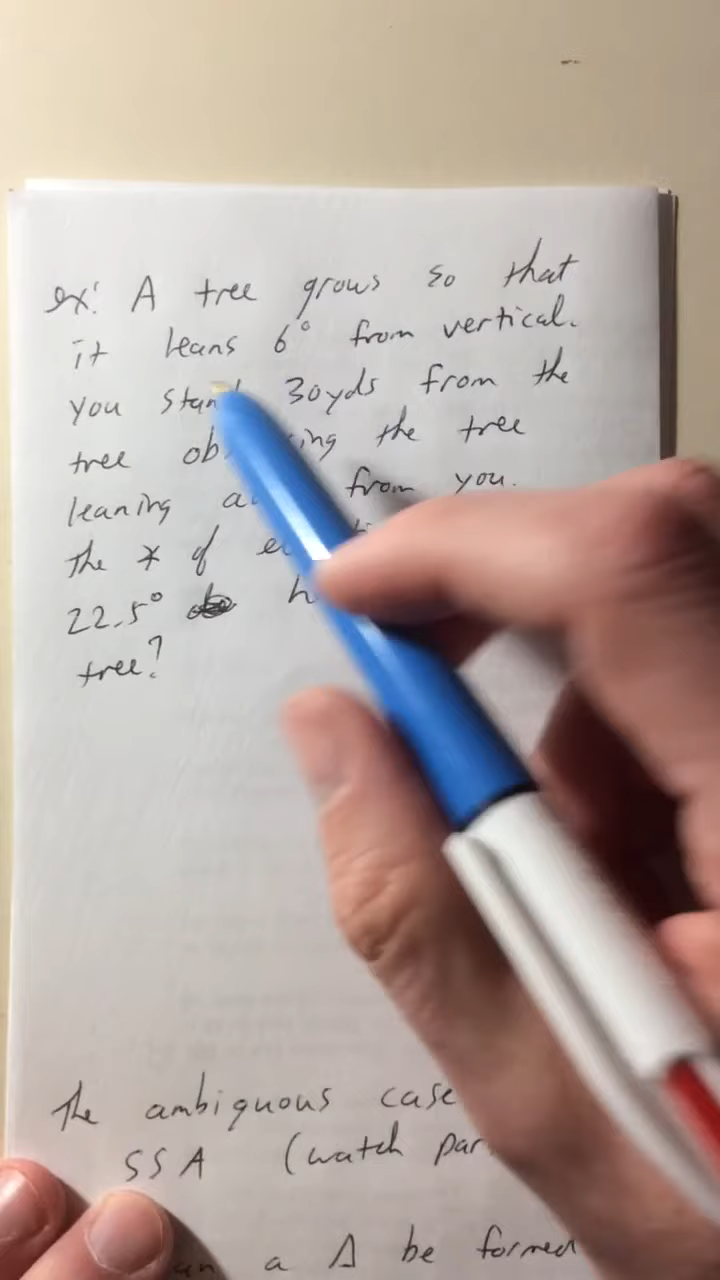 ex: A tree grows so that
it leans 6° from vertical.
you stand 30yds from the
tree the tree
leaning from you.
the ∡ of
22.5°
tree?
The ambiguous case
SSA (watch
a Δ be formed